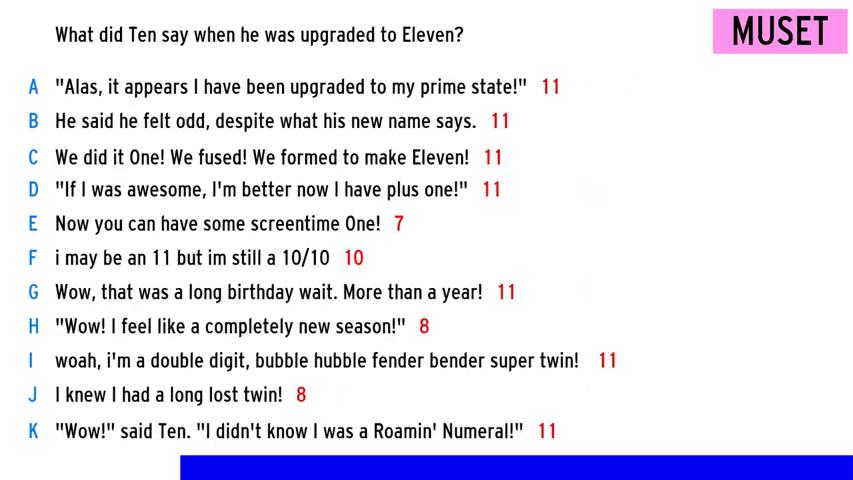 What did Ten say when he was upgraded to Eleven?
MUSET
A "Alas, it appears I have been upgraded to my prime state!" 11
B He said he felt odd, despite what his new name says. 11
C We did it One! We fused! We formed to make Eleven! 11
D "If I was awesome, I'm better now I have plus one!" 11
E Now you can have some screentime One! 7
F i may be an 11 but im still a 10/10 10
G Wow, that was a long birthday wait. More than a year! 11
H "Wow! I feel like a completely new season!" 8
I woah, i'm a double digit, bubble hubble fender bender super twin! 11
J I knew I had a long lost twin! 8
K "Wow!" said Ten. "I didn't know I was a Roamin' Numeral!" 11